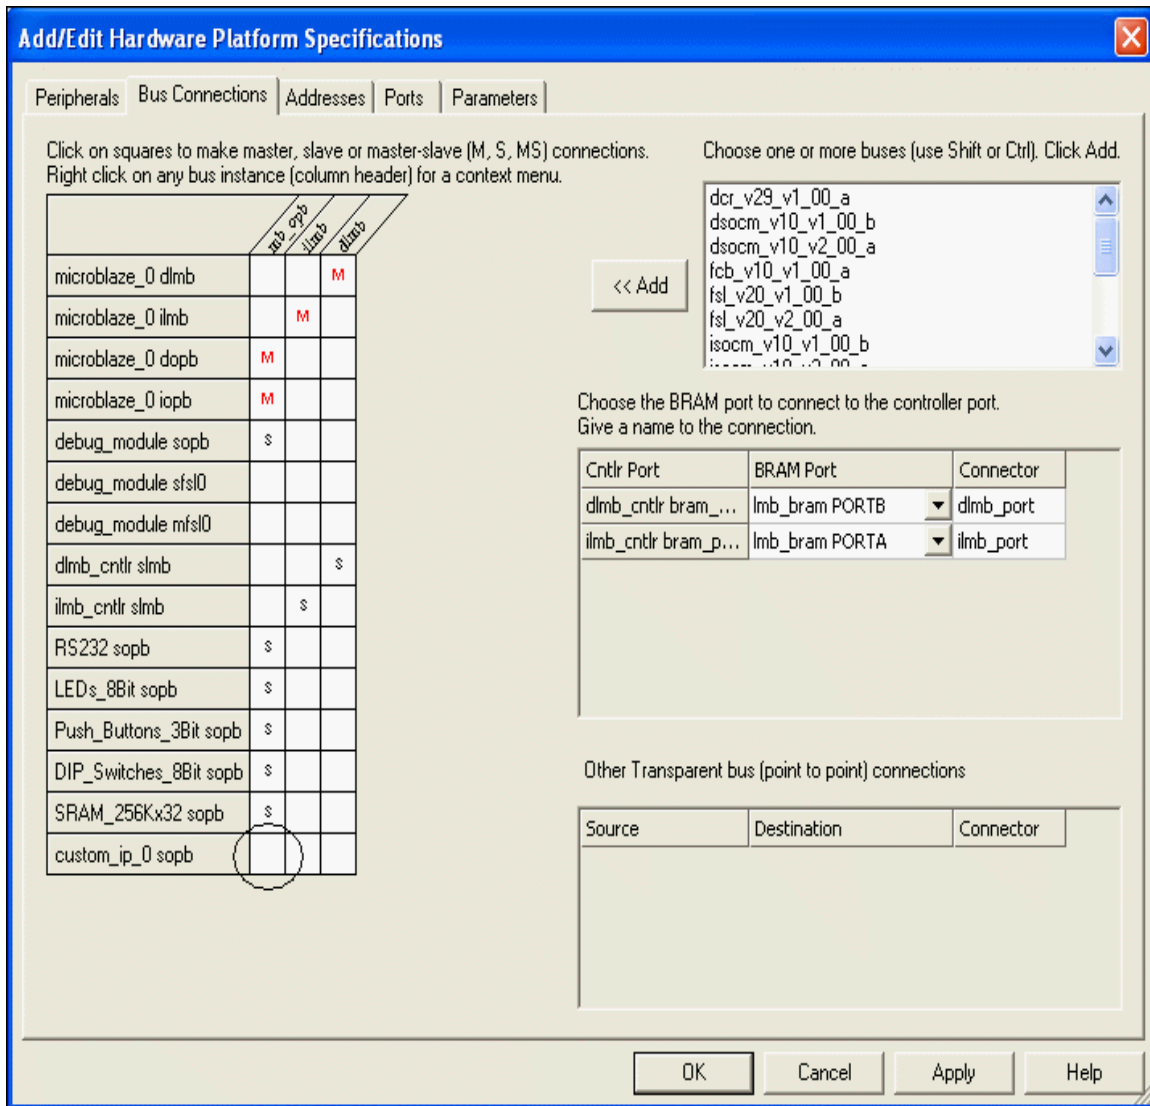 Add/Edit Hardware Platform Specifications
Peripherals Bus Connections Addresses Ports Parameters
Click on squares to make master, slave or master-slave (M, S, MS) connections.
Right click on any bus instance (column header) for a context menu.
mb_opb ilmb dlmb
microblaze_0 dlmb M
microblaze_0 ilmb M
microblaze_0 dopb M
microblaze_0 iopb M
debug_module sopb S
debug_module sfsl0
debug_module mfsl0
dlmb_cntlr slmb S
ilmb_cntlr slmb S
RS232 sopb S
LEDs_8Bit sopb S
Push_Buttons_3Bit sopb S
DIP_Switches_8Bit sopb S
SRAM_256Kx32 sopb S
custom_ip_0 sopb
Choose one or more buses (use Shift or Ctrl). Click Add.
<< Add
dcr_v29_v1_00_a
dsocm_v10_v1_00_b
dsocm_v10_v2_00_a
fcb_v10_v1_00_a
fsl_v20_v1_00_b
fsl_v20_v2_00_a
isocm_v10_v1_00_b
Choose the BRAM port to connect to the controller port.
Give a name to the connection.
Cntlr Port BRAM Port Connector
dlmb_cntlr bram_... lmb_bram PORTB dlmb_port
ilmb_cntlr bram_p... lmb_bram PORTA ilmb_port
Other Transparent bus (point to point) connections
Source Destination Connector
OK Cancel Apply Help